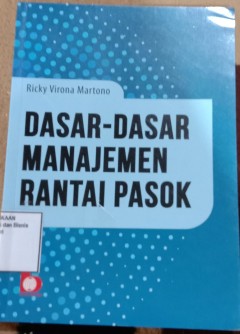 Ricky Virona Martono
DASAR-DASAR
MANAJEMEN
RANTAI PASOK